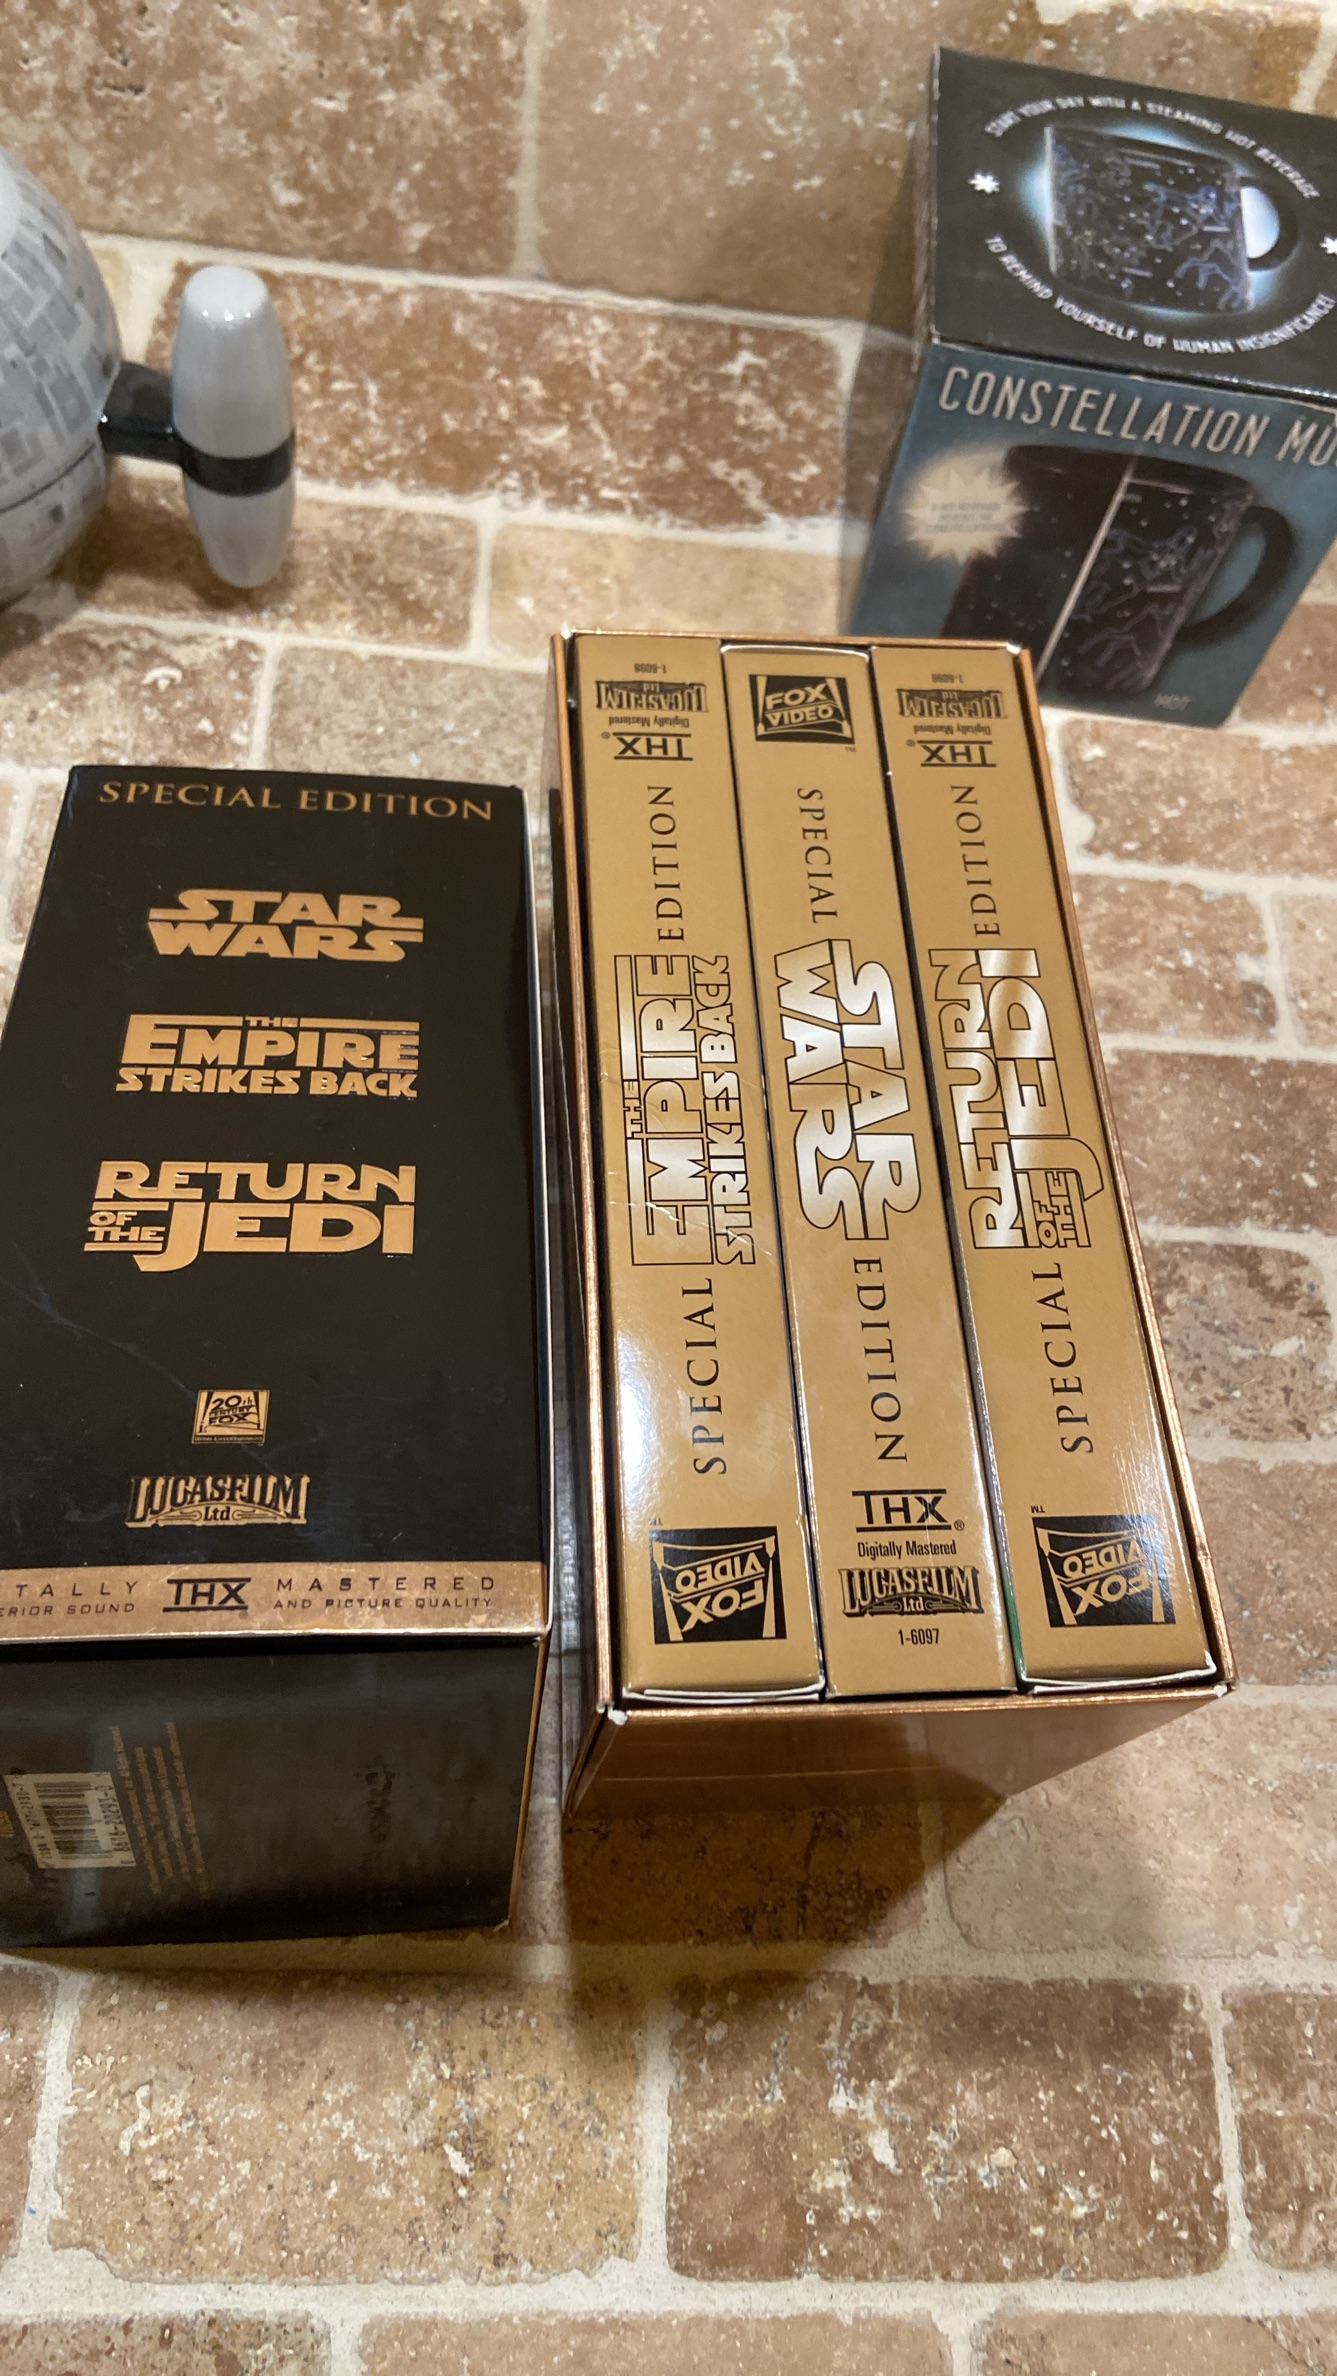 START YOUR DAY WITH A STEAMING HOT BEVERAGE
TO REMIND YOURSELF OF HUMAN INSIGNIFICANCE!
CONSTELLATION MU
HOT
SPECIAL EDITION
STAR
WARS
THE
EMPIRE
STRIKES BACK
RETURN
OF THE JEDI
20th
CENTURY
FOX
LUCASFILM
Ltd
TALLY THX MASTERED
ERIOR SOUND AND PICTURE QUALITY
FOX
VIDEO
TM
SPECIAL
THE
EMPIRE
STRIKES BACK
EDITION
THX®
Digitally Mastered
LUCASFILM
Ltd
1-6098
FOX
VIDEO
TM
SPECIAL
STAR
WARS
EDITION
THX®
Digitally Mastered
LUCASFILM
Ltd
1-6097
FOX
VIDEO
TM
SPECIAL
RETURN
OF THE JEDI
EDITION
THX®
Digitally Mastered
LUCASFILM
Ltd